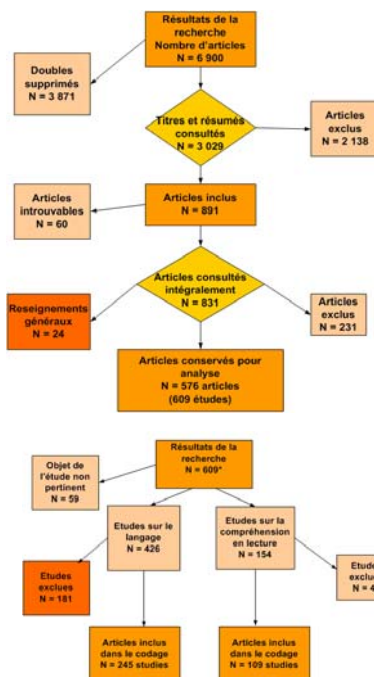 Résultats de la
recherche
Nombre d'articles
N = 6 900
Doubles
supprimés
N = 3 871
Titres et résumés
consultés
N = 3 029
Articles
exclus
N = 2 138
Articles
introuvables
N = 60
Articles inclus
N = 891
Articles consultés
intégralement
N = 831
Reseignements
généraux
N = 24
Articles
exclus
N = 231
Articles conservés pour
analyse
N = 576 articles
(609 études)
Résultats de la
recherche
N = 609*
Objet de
l'étude non
pertinent
N = 59
Etudes sur le
langage
N = 426
Etudes sur la
compréhension
en lecture
N = 154
Etudes
exclues
N = 181
Etude
exclue
N = 4
Articles inclus
dans le codage
N = 245 studies
Articles inclus
dans le codage
N = 109 studies